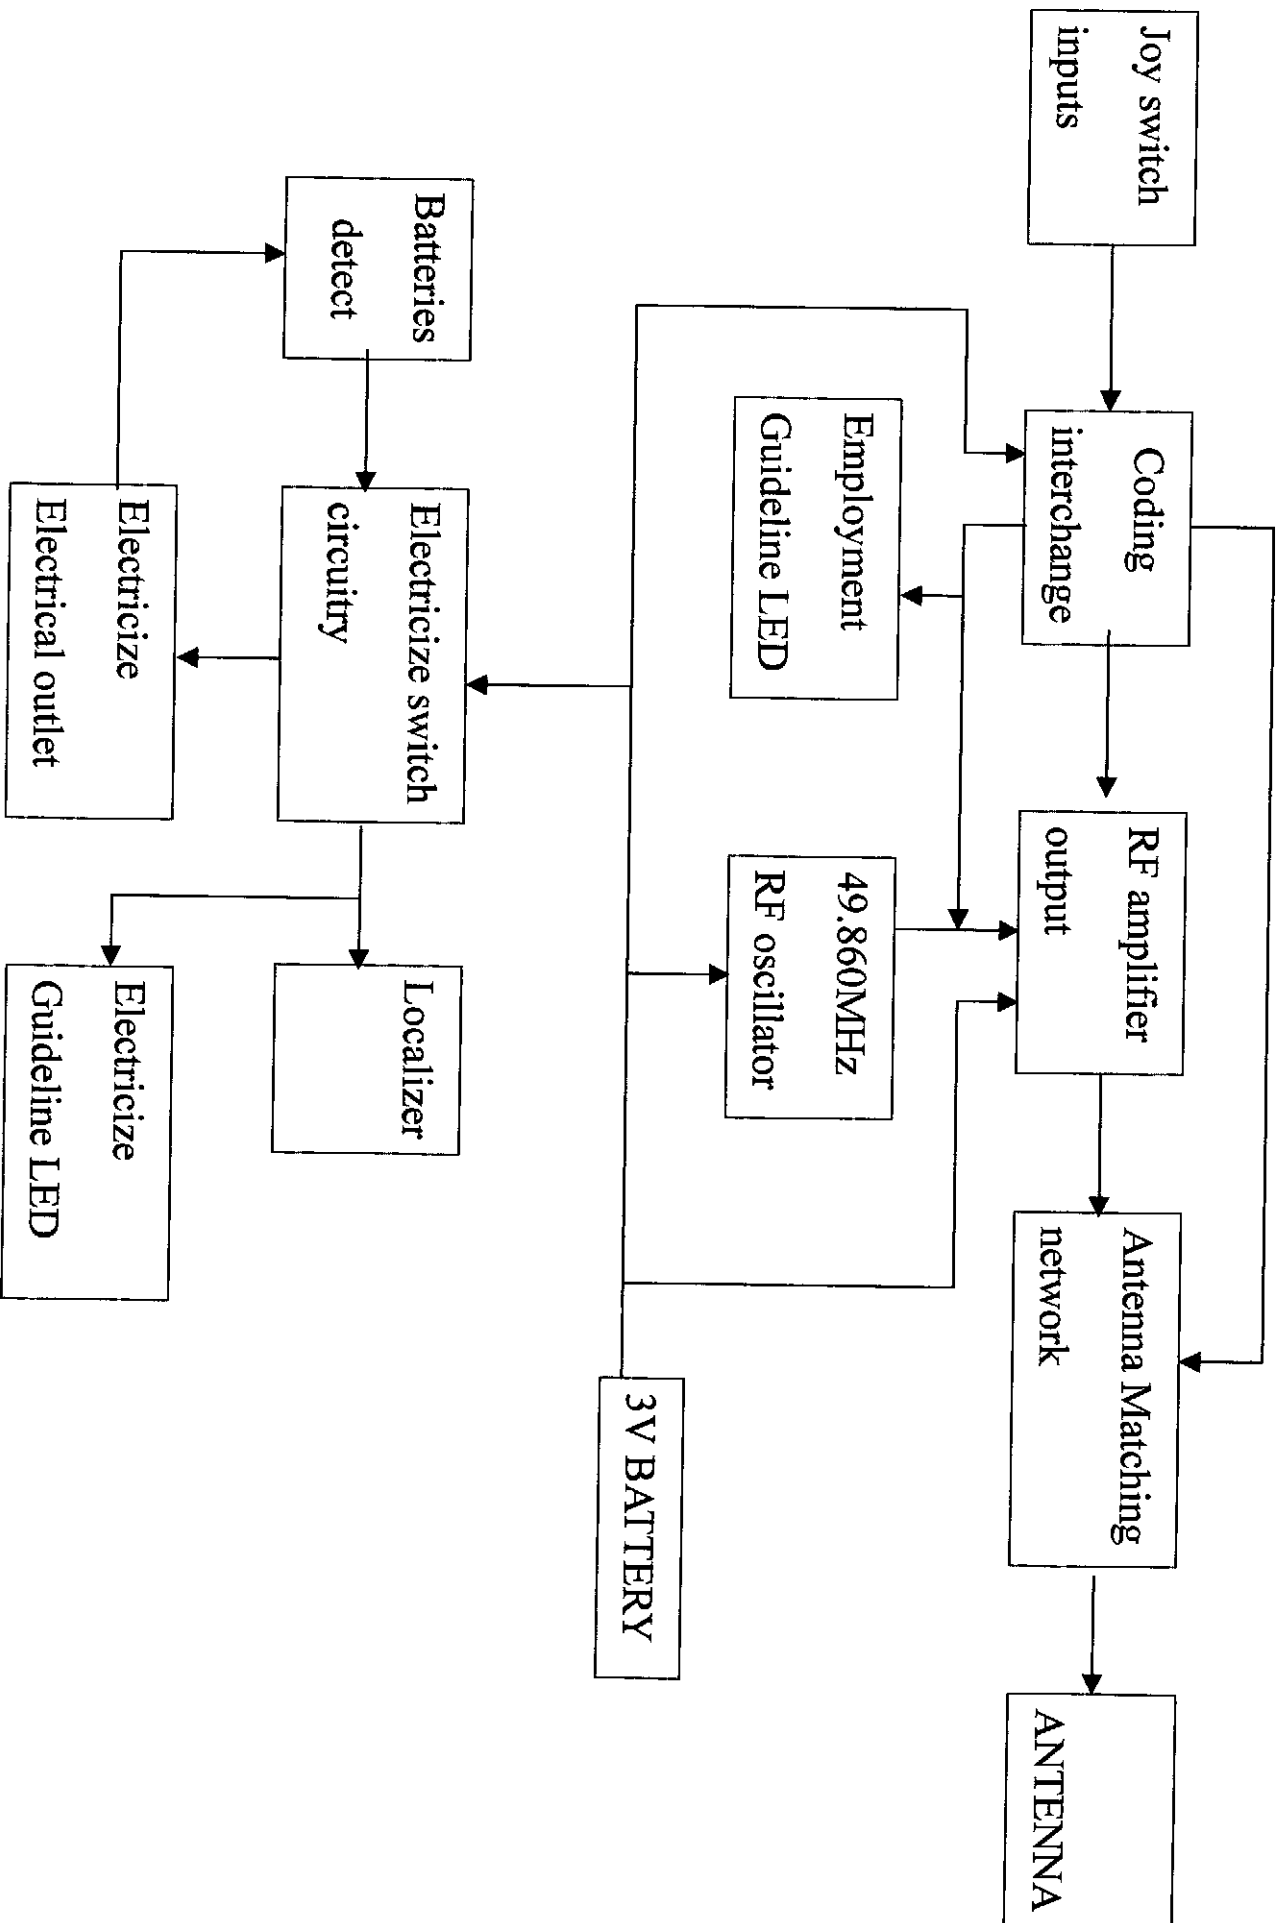 Joy switch
inputs
Coding
interchange
RF amplifier
output
Antenna Matching
network
ANTENNA
Employment
Guideline LED
49.860MHz
RF oscillator
3V BATTERY
Batteries
detect
Electricize switch
circuitry
Localizer
Electricize
Electrical outlet
Electricize
Guideline LED